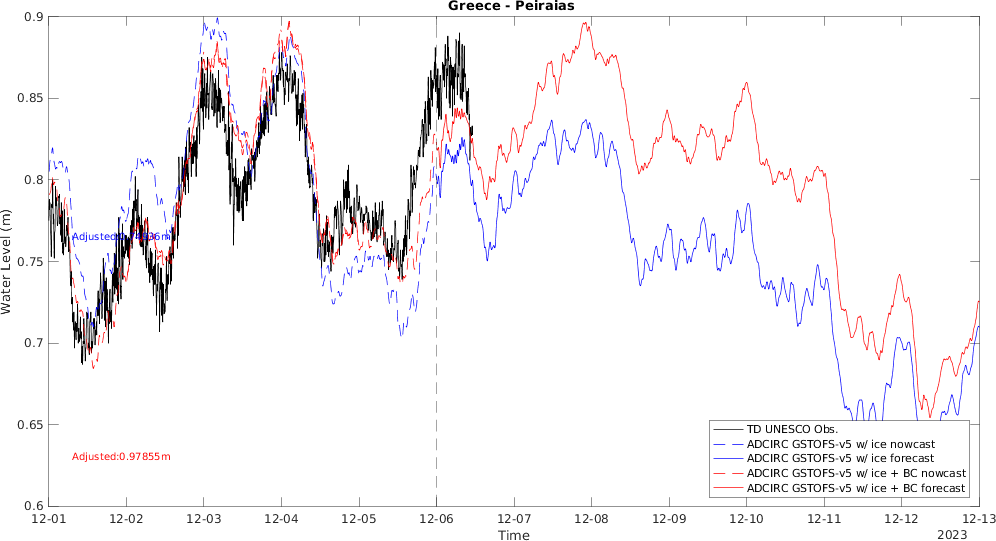 Greece - Peiraias
0.9
0.85
0.8
0.75
0.7
0.65
0.6
Water Level (m)
Adjusted:
Adjusted:0.97855m
TD UNESCO Obs.
ADCIRC GSTOFS-v5 w/ ice nowcast
ADCIRC GSTOFS-v5 w/ ice forecast
ADCIRC GSTOFS-v5 w/ ice + BC nowcast
ADCIRC GSTOFS-v5 w/ ice + BC forecast
12-01 12-02 12-03 12-04 12-05 12-06 12-07 12-08 12-09 12-10 12-11 12-12 12-13
Time
2023